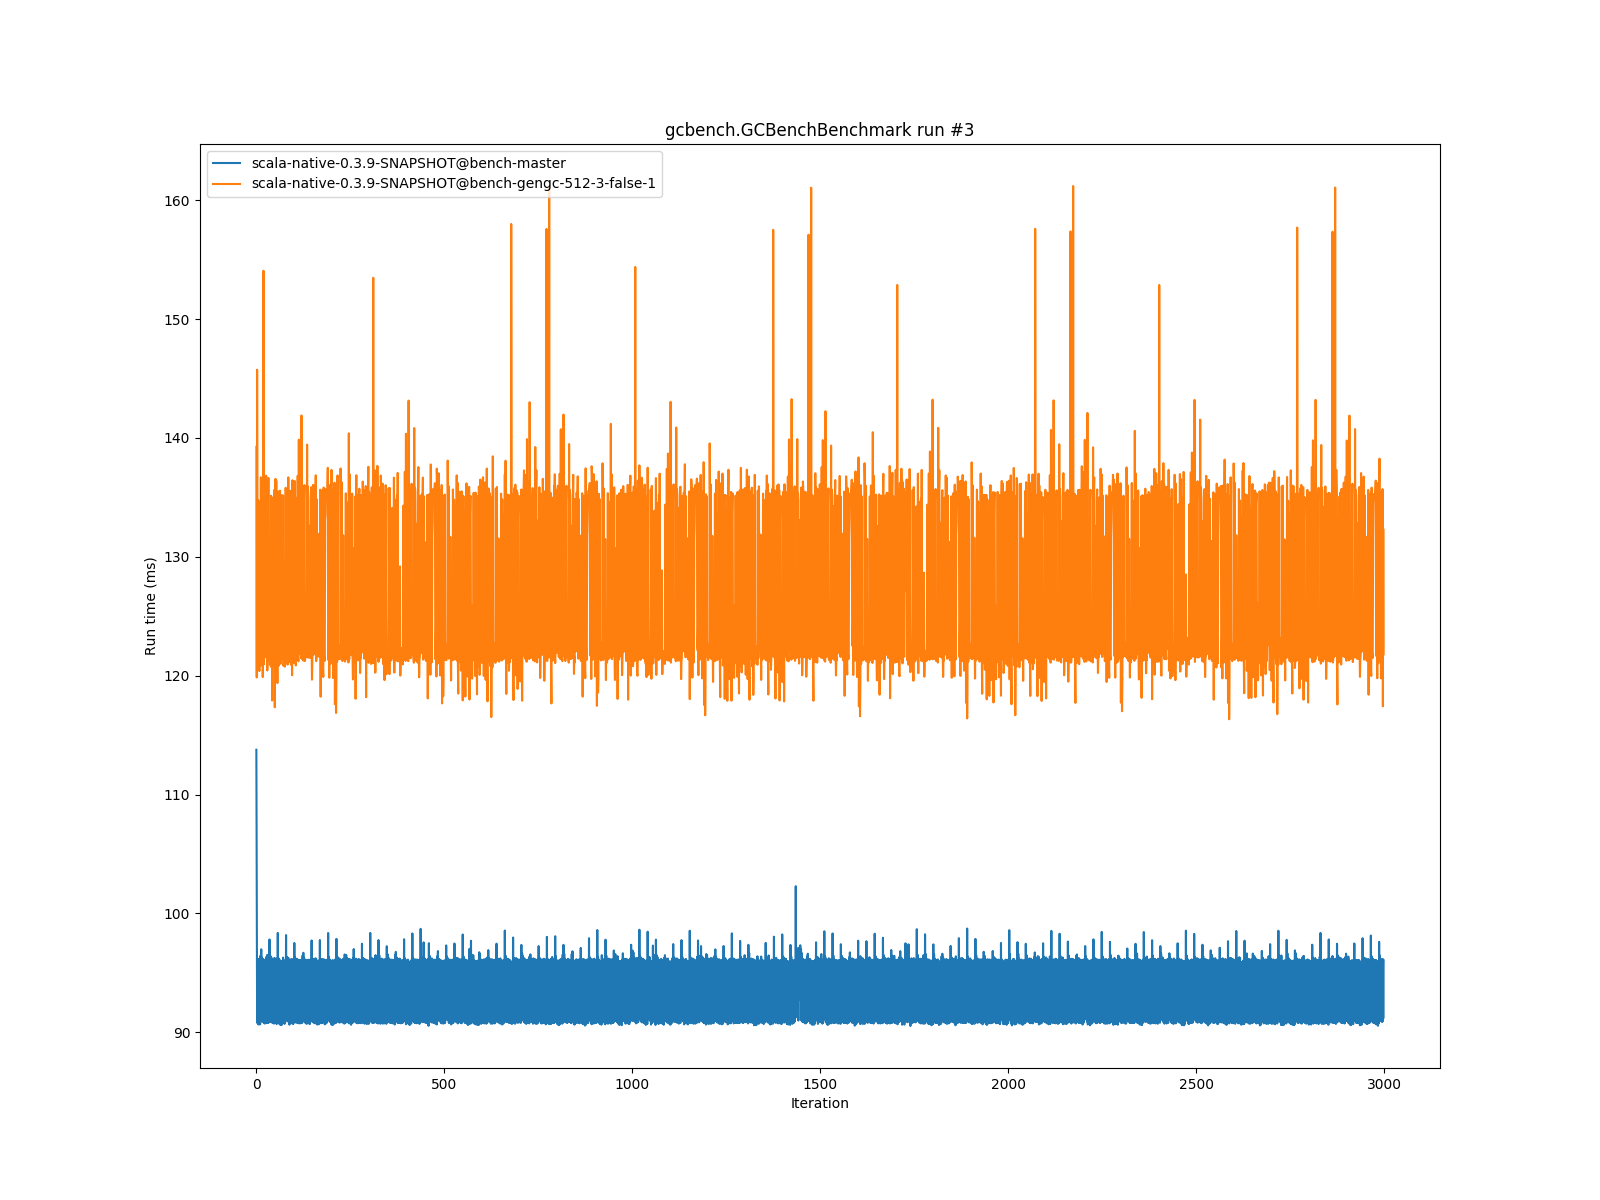 gcbench.GCBenchBenchmark run #3
scala-native-0.3.9-SNAPSHOT@bench-master
scala-native-0.3.9-SNAPSHOT@bench-gengc-512-3-false-1
160
150
140
130
120
110
100
90
Run time (ms)
0 500 1000 1500 2000 2500 3000
Iteration